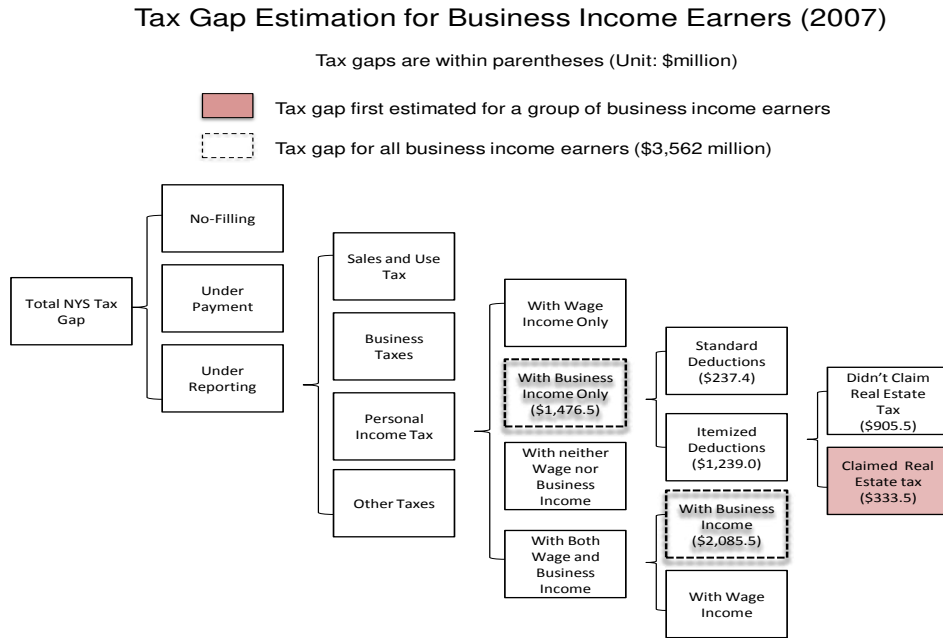 Tax Gap Estimation for Business Income Earners (2007)
Tax gaps are within parentheses (Unit: $million)
Tax gap first estimated for a group of business income earners
Tax gap for all business income earners ($3,562 million)
Total NYS Tax
Gap
No-Filling
Under
Payment
Under
Reporting
Sales and Use
Tax
Business
Taxes
Personal
Income Tax
Other Taxes
With Wage
Income Only
With Business
Income Only
($1,476.5)
With neither
Wage nor
Business
Income
With Both
Wage and
Business
Income
Standard
Deductions
($237.4)
Itemized
Deductions
($1,239.0)
With Business
Income
($2,085.5)
With Wage
Income
Didn't Claim
Real Estate
Tax
($905.5)
Claimed Real
Estate tax
($333.5)